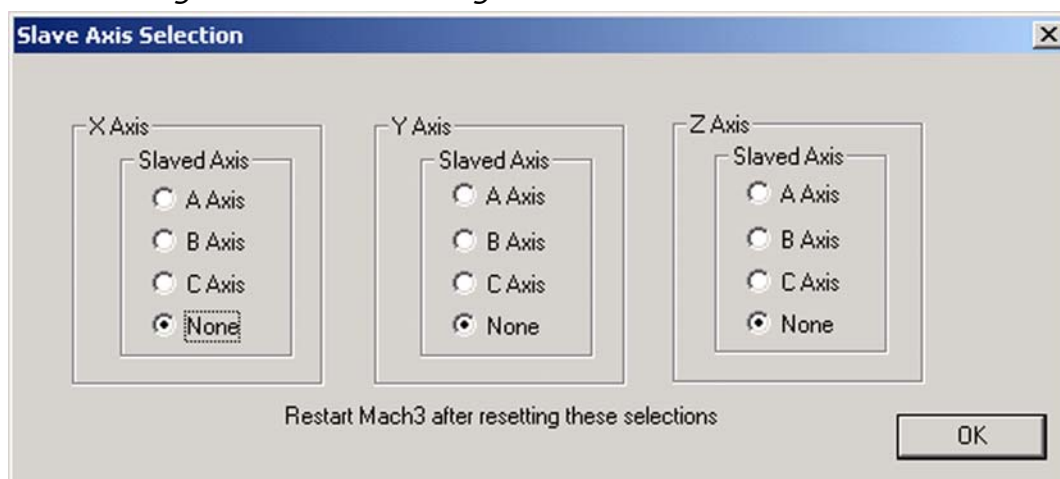 Slave Axis Selection
X Axis
Slaved Axis
A Axis
B Axis
C Axis
None
Y Axis
Slaved Axis
A Axis
B Axis
C Axis
None
Z Axis
Slaved Axis
A Axis
B Axis
C Axis
None
Restart Mach3 after resetting these selections
OK